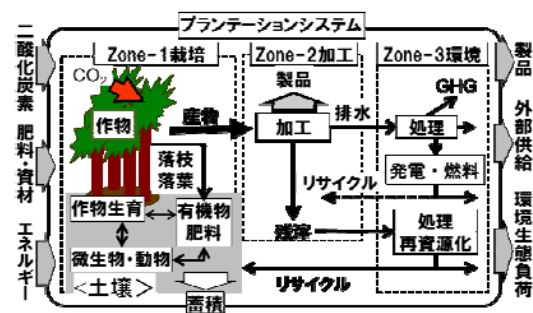 プランテーションシステム
二酸化炭素
肥料・資材
エネルギー
Zone-1栽培
CO₂
作物
産物
落枝
落葉
作物生育
有機物
肥料
微生物・動物
<土壌>
蓄積
Zone-2加工
製品
加工
排水
残渣
リサイクル
リサイクル
Zone-3環境
GHG
処理
発電・燃料
処理
再資源化
製品
外部供給
環境生態負荷